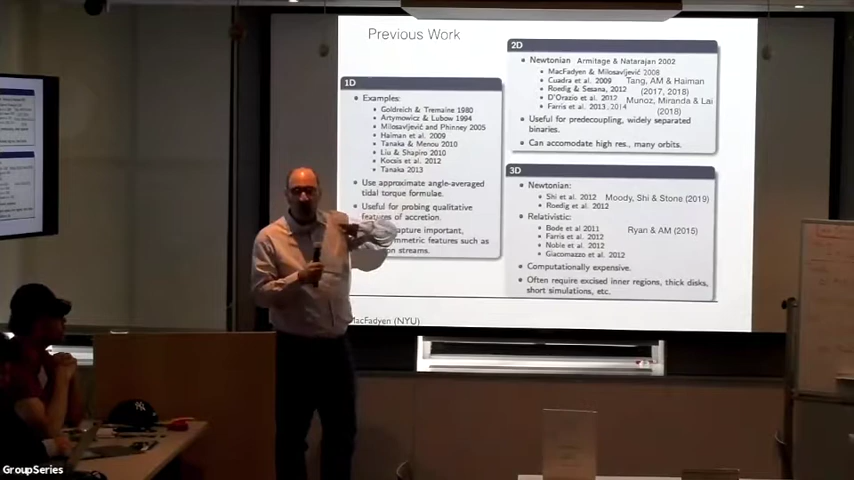 Previous Work
1D
• Examples:
• Goldreich & Tremaine 1980
• Artymowicz & Lubow 1994
• Milosavljevic and Phinney 2005
• Haiman et al. 2009
• Tanaka & Menou 2010
• Liu & Shapiro 2010
• Kocsis et al. 2012
• Tanaka 2013
• Use approximate angle-averaged
tidal torque formulae.
• Useful for probing qualitative
features of accretion.
capture important,
metric features such as
on streams.
2D
• Newtonian Armitage & Natarajan 2002
• MacFadyen & Milosavljevic 2008
• Cuadra et al. 2009
• Roedig & Sesana, 2012
• D'Orazio et al. 2012
• Farris et al. 2013, 2014
Tang, AM & Haiman
(2017, 2018)
Munoz, Miranda & Lai
(2018)
• Useful for predecoupling, widely separated
binaries.
• Can accomodate high res., many orbits.
3D
• Newtonian:
• Shi et al. 2012
• Roedig et al. 2012
Moody, Shi & Stone (2019)
• Relativistic:
• Bode et al 2011
• Farris et al. 2012
• Noble et al. 2012
• Giacomazzo et al. 2012
Ryan & AM (2015)
• Computationally expensive.
• Often require excised inner regions, thick disks,
short simulations, etc.
MacFadyen (NYU)
GroupSeries